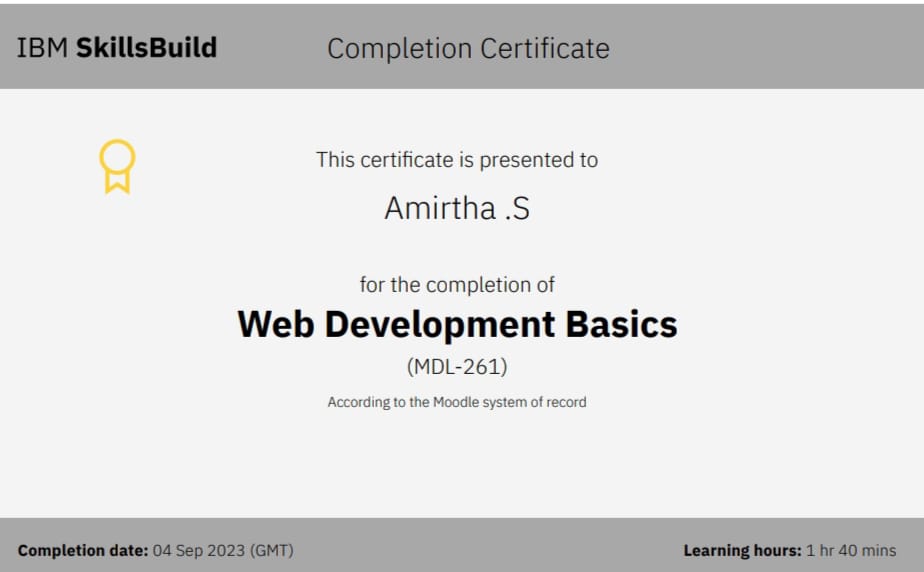 IBM SkillsBuild
Completion Certificate
This certificate is presented to
Amirtha .S
for the completion of
Web Development Basics
(MDL-261)
According to the Moodle system of record
Completion date: 04 Sep 2023 (GMT)
Learning hours: 1 hr 40 mins